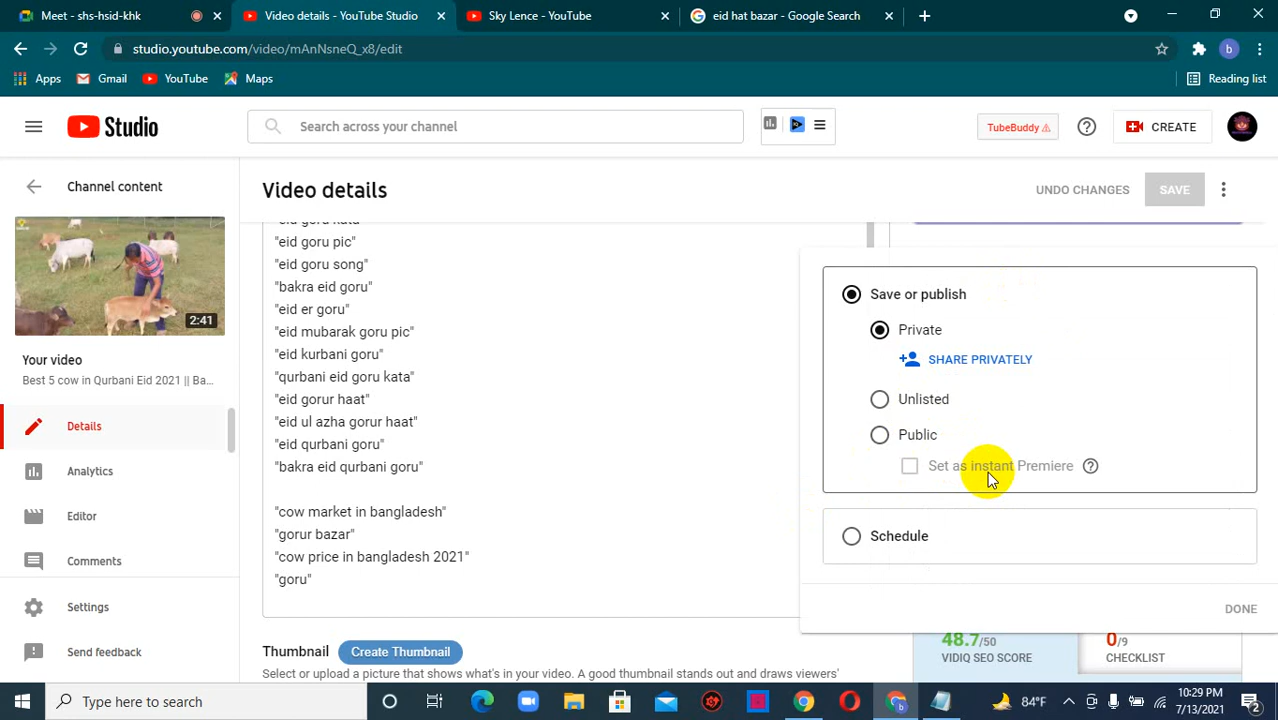 Meet - shs-hsid-khk
Video details - YouTube Studio
Sky Lence - YouTube
eid hat bazar - Google Search
studio.youtube.com/video/mAnNsneQ_x8/edit
b
Apps
Gmail
YouTube
Maps
Reading list
Studio
Search across your channel
TubeBuddy
CREATE
Channel content
Video details
UNDO CHANGES
SAVE
2:41
Your video
Best 5 cow in Qurbani Eid 2021 || Ba...
Details
Analytics
Editor
Comments
Settings
Send feedback
"eid goru kata"
"eid goru pic"
"eid goru song"
"bakra eid goru"
"eid er goru"
"eid mubarak goru pic"
"eid kurbani goru"
"qurbani eid goru kata"
"eid gorur haat"
"eid ul azha gorur haat"
"eid qurbani goru"
"bakra eid qurbani goru"
"cow market in bangladesh"
"gorur bazar"
"cow price in bangladesh 2021"
"goru"
Thumbnail
Create Thumbnail
Select or upload a picture that shows what's in your video. A good thumbnail stands out and draws viewers'
Save or publish
Private
SHARE PRIVATELY
Unlisted
Public
Set as instant Premiere
Schedule
DONE
48.7/50
VIDIQ SEO SCORE
0/9
CHECKLIST
Type here to search
84°F
10:29 PM
7/13/2021
2